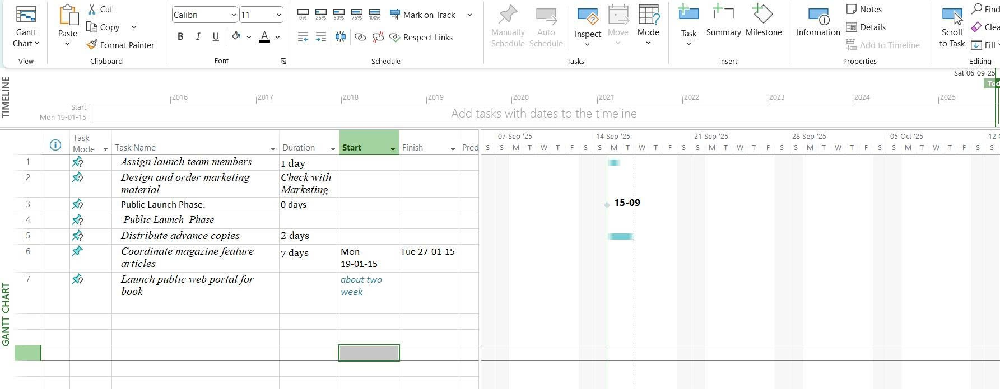 Gantt
Chart
View
Paste
Cut
Copy
Format Painter
Clipboard
Calibri
11
B I U A
Font
0% 25% 50% 75% 100%
Mark on Track
Respect Links
Schedule
Manually
Schedule
Auto
Schedule
Inspect
Move
Mode
Tasks
Task
Summary
Milestone
Insert
Information
Notes
Details
Add to Timeline
Properties
Scroll
to Task
Fill
Editing
TIMELINE
Sat 06-09-25
Start
Mon 19-01-15
2016 2017 2018 2019 2020 2021 2022 2023 2024 2025
Add tasks with dates to the timeline
GANTT CHART
Task
Mode
Task Name
Duration
Start
Finish
Pred
07 Sep '25 14 Sep '25 21 Sep '25 28 Sep '25 05 Oct '25
S S M T W T F S S M T W T F S S M T W T F S S M T W T F S S M T W T F S S
1 Assign launch team members 1 day
2 Design and order marketing
material
Check with
Marketing
3 Public Launch Phase. 0 days
15-09
4 Public Launch Phase
5 Distribute advance copies 2 days
6 Coordinate magazine feature
articles
7 days
Mon
19-01-15
Tue 27-01-15
7 Launch public web portal for
book
about two
week